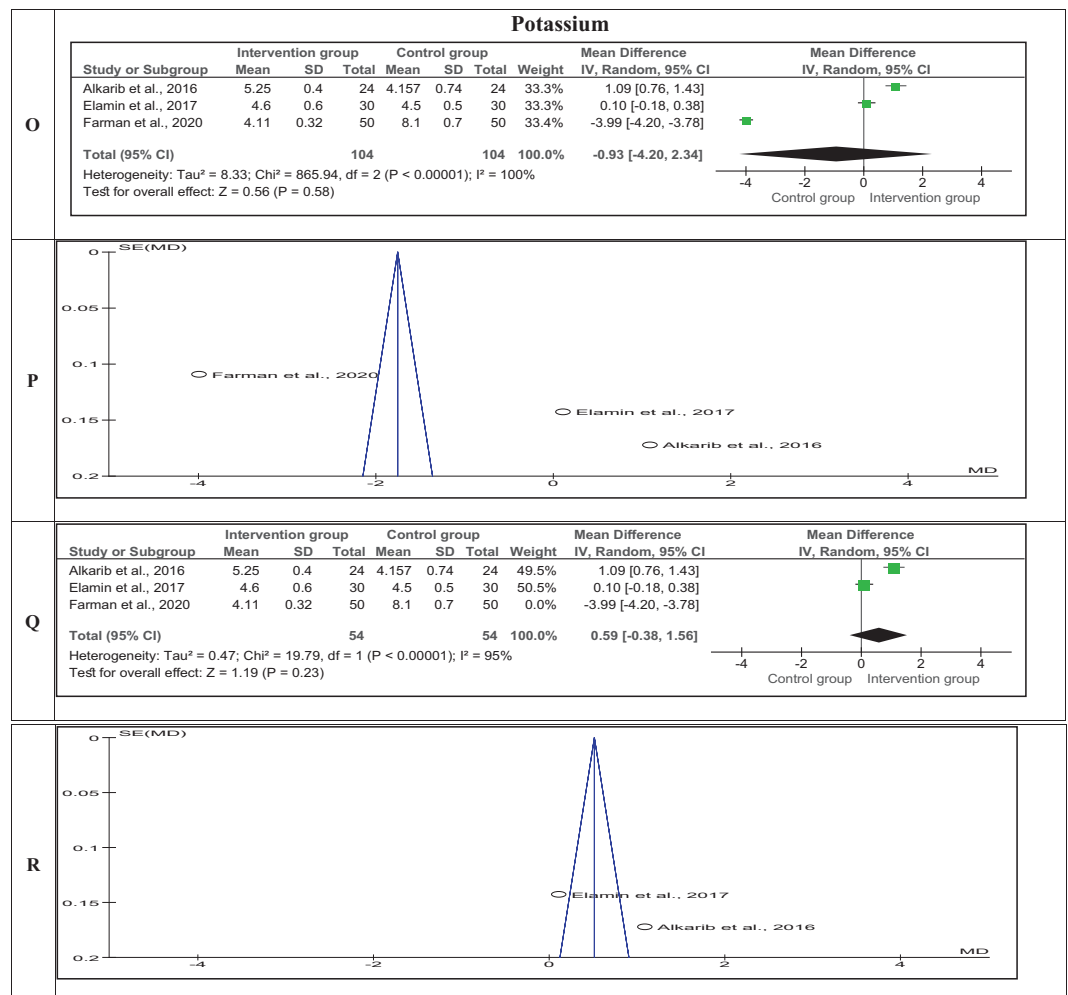 Potassium
O
Intervention group Control group Mean Difference Mean Difference
Study or Subgroup Mean SD Total Mean SD Total Weight IV, Random, 95% CI IV, Random, 95% CI
Alkarib et al., 2016 5.25 0.4 24 4.157 0.74 24 33.3% 1.09 [0.76, 1.43]
Elamin et al., 2017 4.6 0.6 30 4.5 0.5 30 33.3% 0.10 [-0.18, 0.38]
Farman et al., 2020 4.11 0.32 50 8.1 0.7 50 33.4% -3.99 [-4.20, -3.78]
Total (95% CI) 104 104 100.0% -0.93 [-4.20, 2.34]
Heterogeneity: Tau² = 8.33; Chi² = 865.94, df = 2 (P < 0.00001); I² = 100%
Test for overall effect: Z = 0.56 (P = 0.58)
-4 -2 0 2 4
Control group Intervention group
P
SE(MD)
0
0.05
0.1
Farman et al., 2020
0.15
Elamin et al., 2017
Alkarib et al., 2016
0.2
MD
-4 -2 0 2 4
Q
Intervention group Control group Mean Difference Mean Difference
Study or Subgroup Mean SD Total Mean SD Total Weight IV, Random, 95% CI IV, Random, 95% CI
Alkarib et al., 2016 5.25 0.4 24 4.157 0.74 24 49.5% 1.09 [0.76, 1.43]
Elamin et al., 2017 4.6 0.6 30 4.5 0.5 30 50.5% 0.10 [-0.18, 0.38]
Farman et al., 2020 4.11 0.32 50 8.1 0.7 50 0.0% -3.99 [-4.20, -3.78]
Total (95% CI) 54 54 100.0% 0.59 [-0.38, 1.56]
Heterogeneity: Tau² = 0.47; Chi² = 19.79, df = 1 (P < 0.00001); I² = 95%
Test for overall effect: Z = 1.19 (P = 0.23)
-4 -2 0 2 4
Control group Intervention group
R
SE(MD)
0
0.05
0.1
0.15
Elamin et al., 2017
Alkarib et al., 2016
0.2
MD
-4 -2 0 2 4